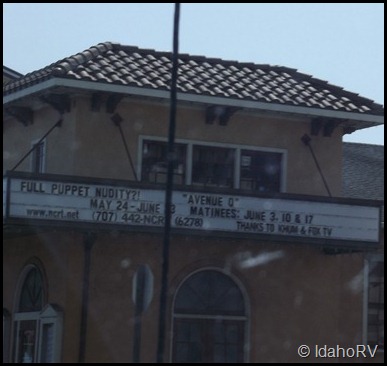 FULL PUPPET NUDITY?! "AVENUE Q"
MAY 24 - JUNE 3 MATINEES: JUNE 3, 10 & 17
www.ncrt.net (707) 442-NCRT (6278) THANKS TO KHUM & FOX TV
© IdahoRV